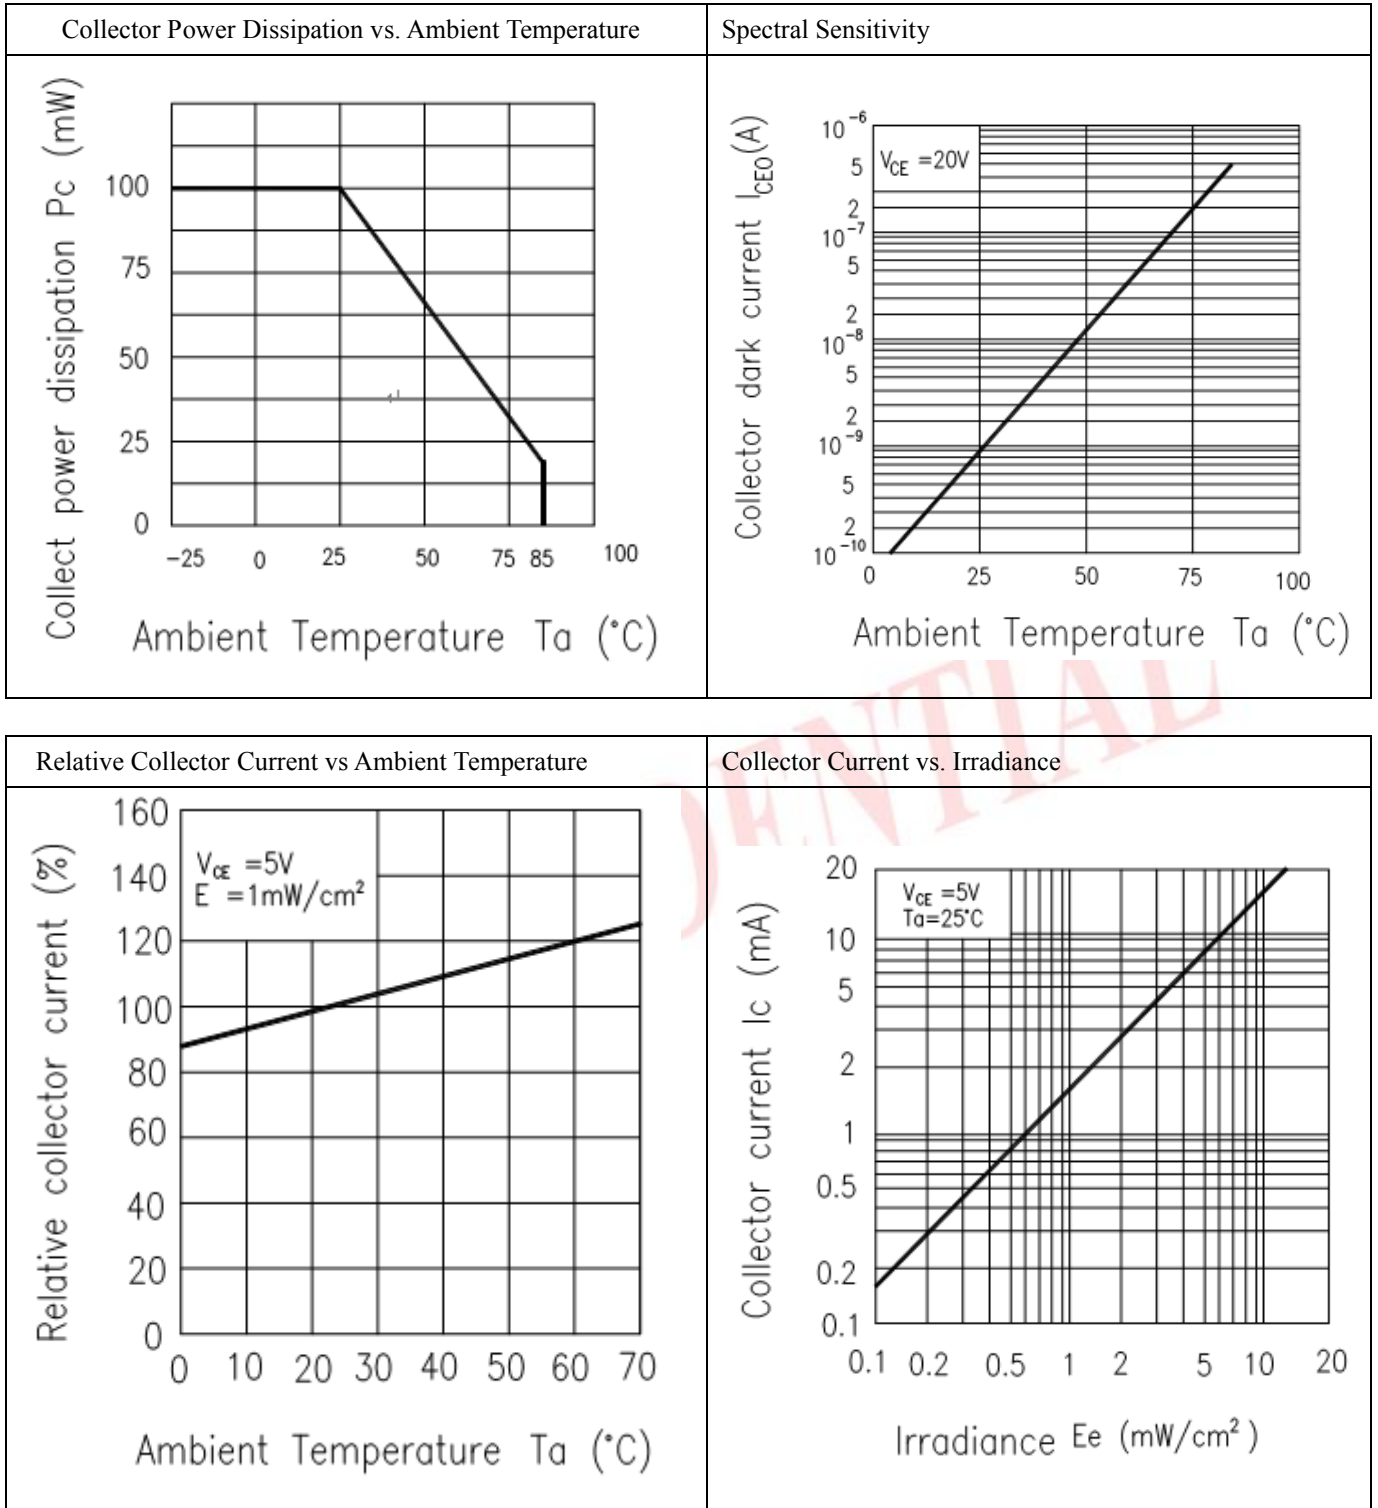 Collector Power Dissipation vs. Ambient Temperature
Collect power dissipation Pc (mW)
100
75
50
25
0
-25 0 25 50 75 85 100
Ambient Temperature Ta (°C)
Spectral Sensitivity
Collector dark current I_CEO (A)
V_CE =20V
10⁻⁶
5
2
10⁻⁷
5
2
10⁻⁸
5
2
10⁻⁹
5
2
10⁻¹⁰
0 25 50 75 100
Ambient Temperature Ta (°C)
Relative Collector Current vs Ambient Temperature
Relative collector current (%)
V_CE =5V
E =1mW/cm²
160
140
120
100
80
60
40
20
0
0 10 20 30 40 50 60 70
Ambient Temperature Ta (°C)
Collector Current vs. Irradiance
Collector current Ic (mA)
V_CE =5V
Ta=25°C
20
10
5
2
1
0.5
0.2
0.1
0.1 0.2 0.5 1 2 5 10 20
Irradiance Ee (mW/cm²)
DENTIAL